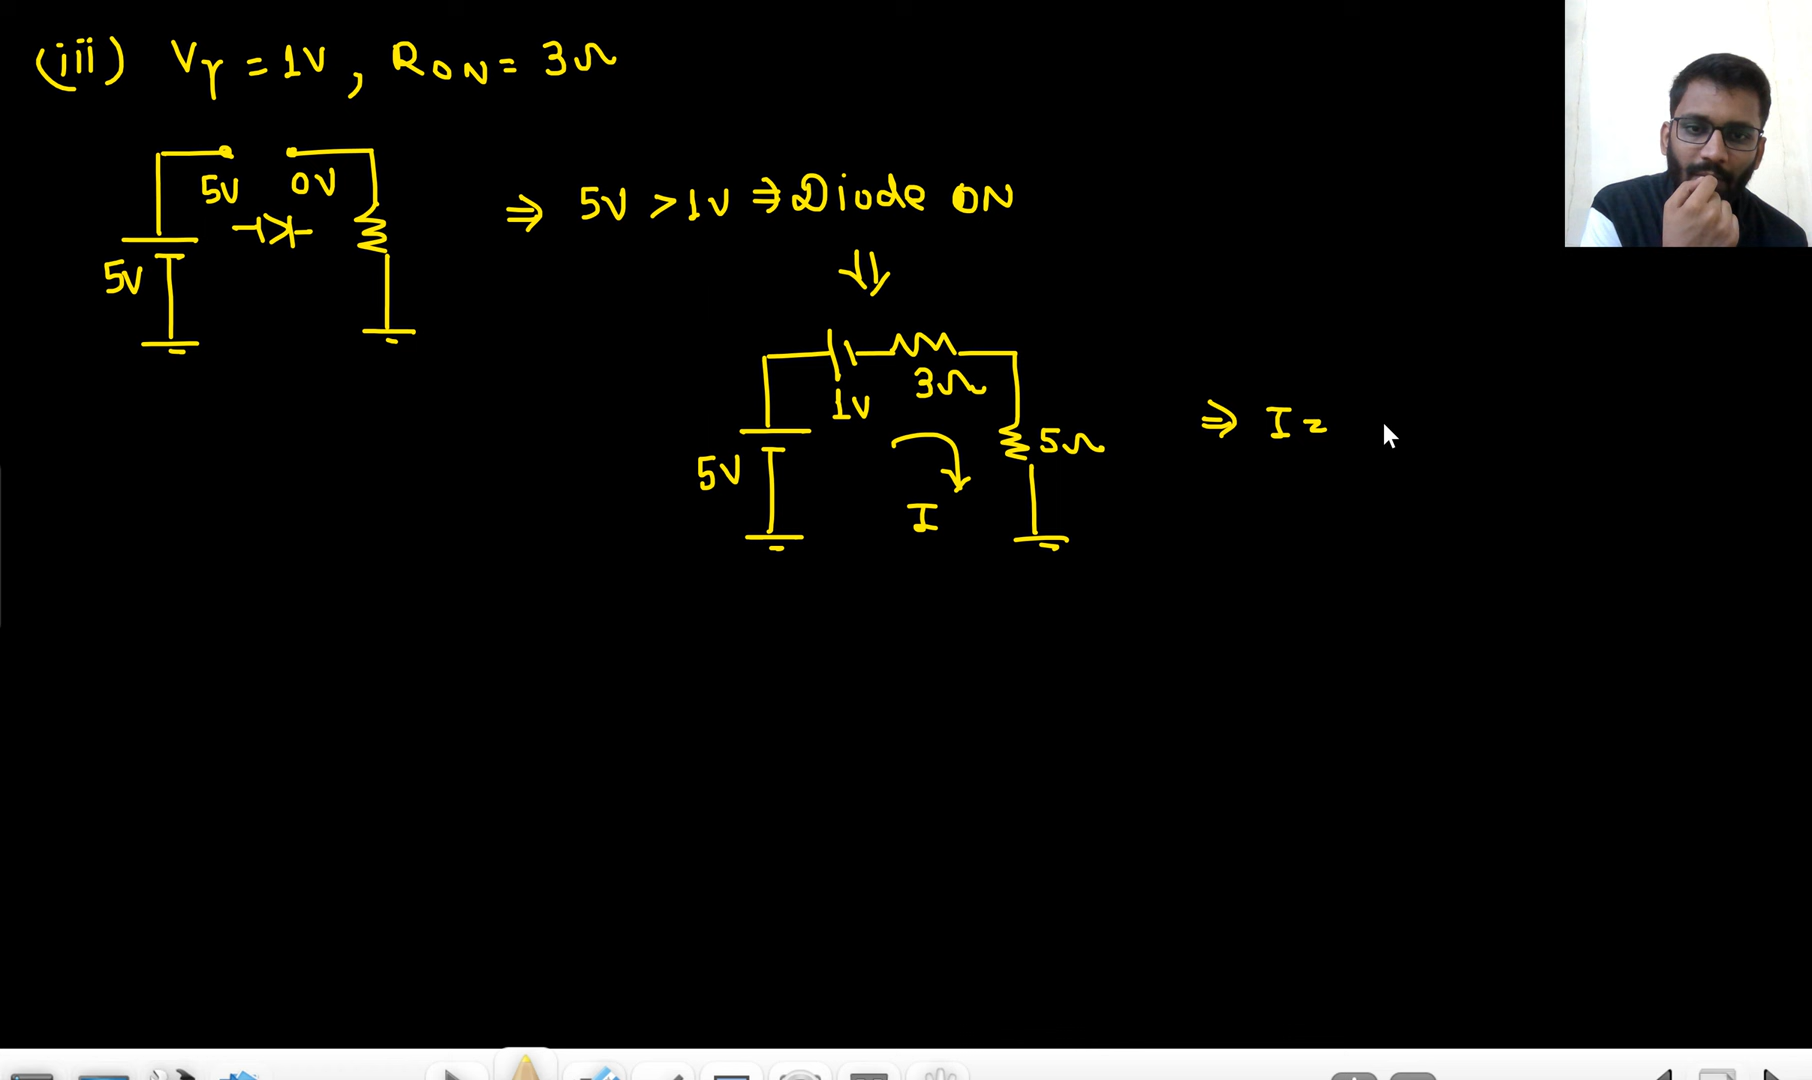 (iii) Vγ = 1V, RON = 3Ω
5V 0V
5V
⇒ 5V > 1V ⇒ Diode ON
⇓
1V 3Ω
5V 5Ω
I
⇒ I =